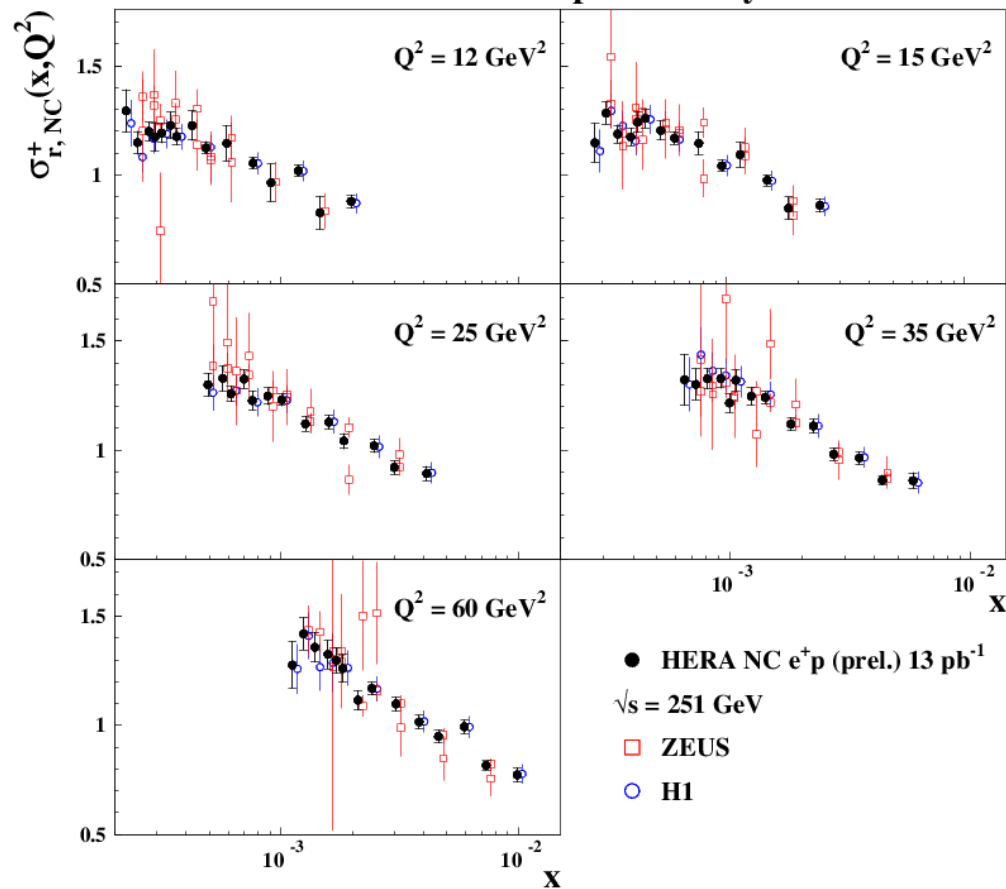 σ⁺r, NC(x,Q²)
Q² = 12 GeV²
Q² = 15 GeV²
1.5
1
0.5
Q² = 25 GeV²
Q² = 35 GeV²
1.5
1
0.5
10⁻³
10⁻²
x
Q² = 60 GeV²
1.5
1
0.5
10⁻³
10⁻²
x
HERA NC e⁺p (prel.) 13 pb⁻¹
√s = 251 GeV
ZEUS
H1